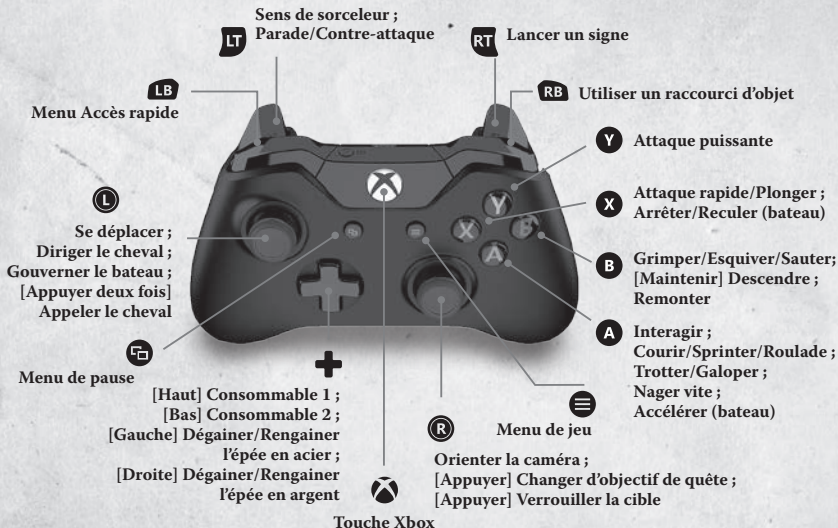 Sens de sorceleur ;
Parade/Contre-attaque
LT
RT
Lancer un signe
LB
Menu Accès rapide
RB
Utiliser un raccourci d'objet
Y
Attaque puissante
X
Attaque rapide/Plonger ;
Arrêter/Reculer (bateau)
B
Grimper/Esquiver/Sauter;
[Maintenir] Descendre ;
Remonter
A
Interagir ;
Courir/Sprinter/Roulade ;
Trotter/Galoper ;
Nager vite ;
Accélérer (bateau)
L
Se déplacer ;
Diriger le cheval ;
Gouverner le bateau ;
[Appuyer deux fois]
Appeler le cheval
Y
X
B
A
Menu de pause
[Haut] Consommable 1 ;
[Bas] Consommable 2 ;
[Gauche] Dégainer/Rengainer
l'épée en acier ;
[Droite] Dégainer/Rengainer
l'épée en argent
Touche Xbox
Menu de jeu
R
Orienter la caméra ;
[Appuyer] Changer d'objectif de quête ;
[Appuyer] Verrouiller la cible